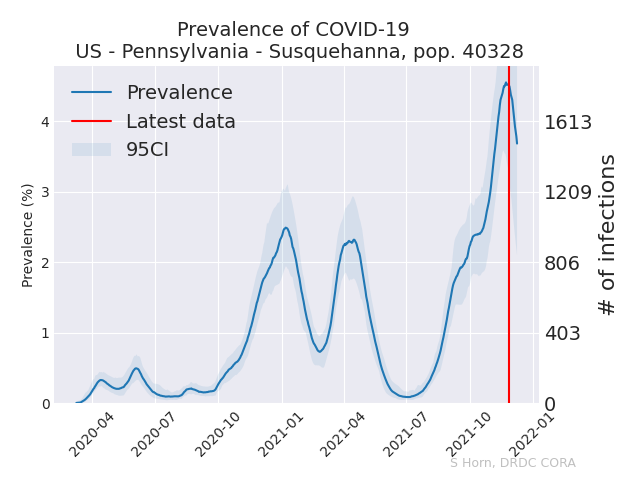 Prevalence of COVID-19
US - Pennsylvania - Susquehanna, pop. 40328
Prevalence
Latest data
95CI
Prevalence (%)
4
3
2
1
0
1613
1209
806
403
0
# of infections
2020-04
2020-07
2020-10
2021-01
2021-04
2021-07
2021-10
2022-01
S Horn, DRDC CORA